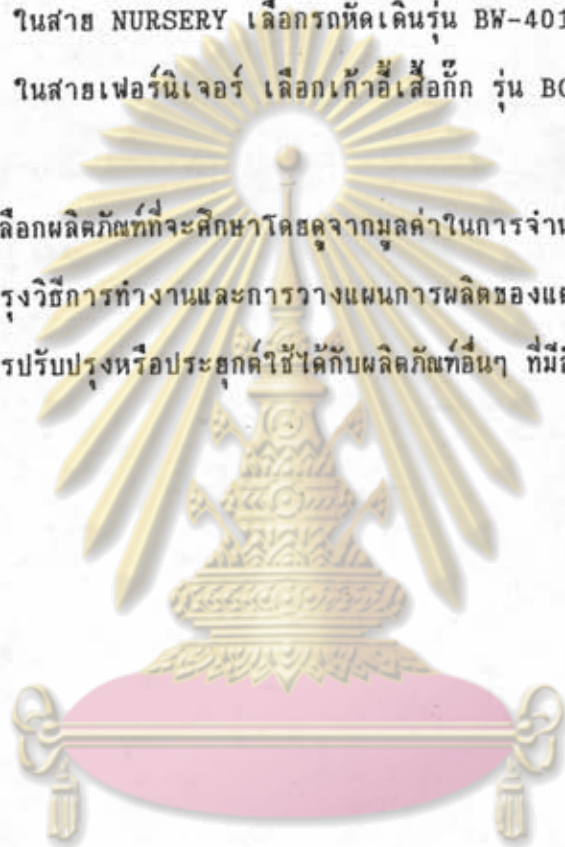 ในสาย NURSERY เลือกรถหัดเดินรุ่น BW-401
ในสายเฟอร์นิเจอร์ เลือกเก้าอี้เสื้อกั๊ก รุ่น BC
ลือกผลิตภัณฑ์ที่จะศึกษาโดยดูจากมูลค่าในการจำห
รุงวิธีการทำงานและการวางแผนการผลิตของแต
รปรับปรุงหรือประยุกต์ใช้ได้กับผลิตภัณฑ์อื่นๆ ที่มีลั